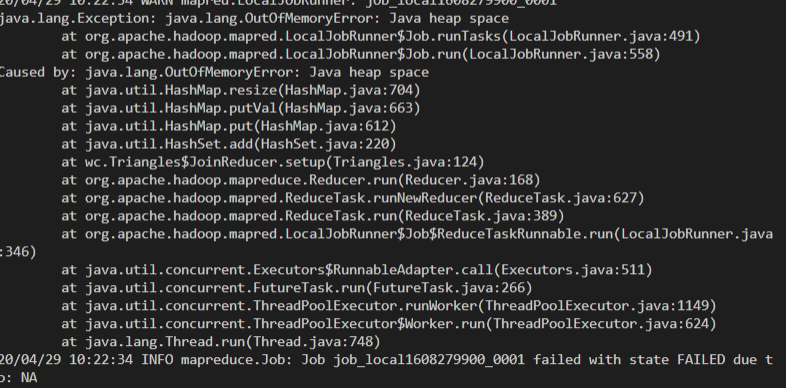 20/04/29 10:22:34 WARN mapred.LocalJobRunner: job_local1608279900_0001
java.lang.Exception: java.lang.OutOfMemoryError: Java heap space
at org.apache.hadoop.mapred.LocalJobRunner$Job.runTasks(LocalJobRunner.java:491)
at org.apache.hadoop.mapred.LocalJobRunner$Job.run(LocalJobRunner.java:558)
Caused by: java.lang.OutOfMemoryError: Java heap space
at java.util.HashMap.resize(HashMap.java:704)
at java.util.HashMap.putVal(HashMap.java:663)
at java.util.HashMap.put(HashMap.java:612)
at java.util.HashSet.add(HashSet.java:220)
at wc.Triangles$JoinReducer.setup(Triangles.java:124)
at org.apache.hadoop.mapreduce.Reducer.run(Reducer.java:168)
at org.apache.hadoop.mapred.ReduceTask.runNewReducer(ReduceTask.java:627)
at org.apache.hadoop.mapred.ReduceTask.run(ReduceTask.java:389)
at org.apache.hadoop.mapred.LocalJobRunner$Job$ReduceTaskRunnable.run(LocalJobRunner.java
:346)
at java.util.concurrent.Executors$RunnableAdapter.call(Executors.java:511)
at java.util.concurrent.FutureTask.run(FutureTask.java:266)
at java.util.concurrent.ThreadPoolExecutor.runWorker(ThreadPoolExecutor.java:1149)
at java.util.concurrent.ThreadPoolExecutor$Worker.run(ThreadPoolExecutor.java:624)
at java.lang.Thread.run(Thread.java:748)
20/04/29 10:22:34 INFO mapreduce.Job: Job job_local1608279900_0001 failed with state FAILED due t
o: NA